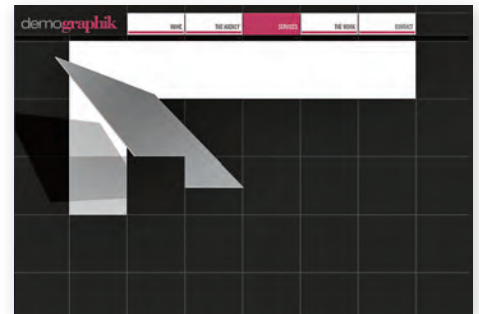 demographik
HOME
THE AGENCY
SERVICES
THE WORK
CONTACT